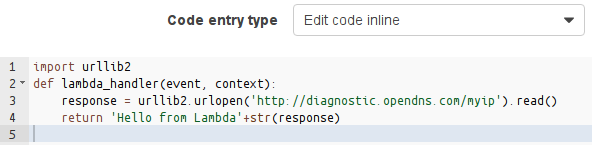 Code entry type Edit code inline
1 import urllib2
2 def lambda_handler(event, context):
3 response = urllib2.urlopen('http://diagnostic.opendns.com/myip').read()
4 return 'Hello from Lambda'+str(response)
5